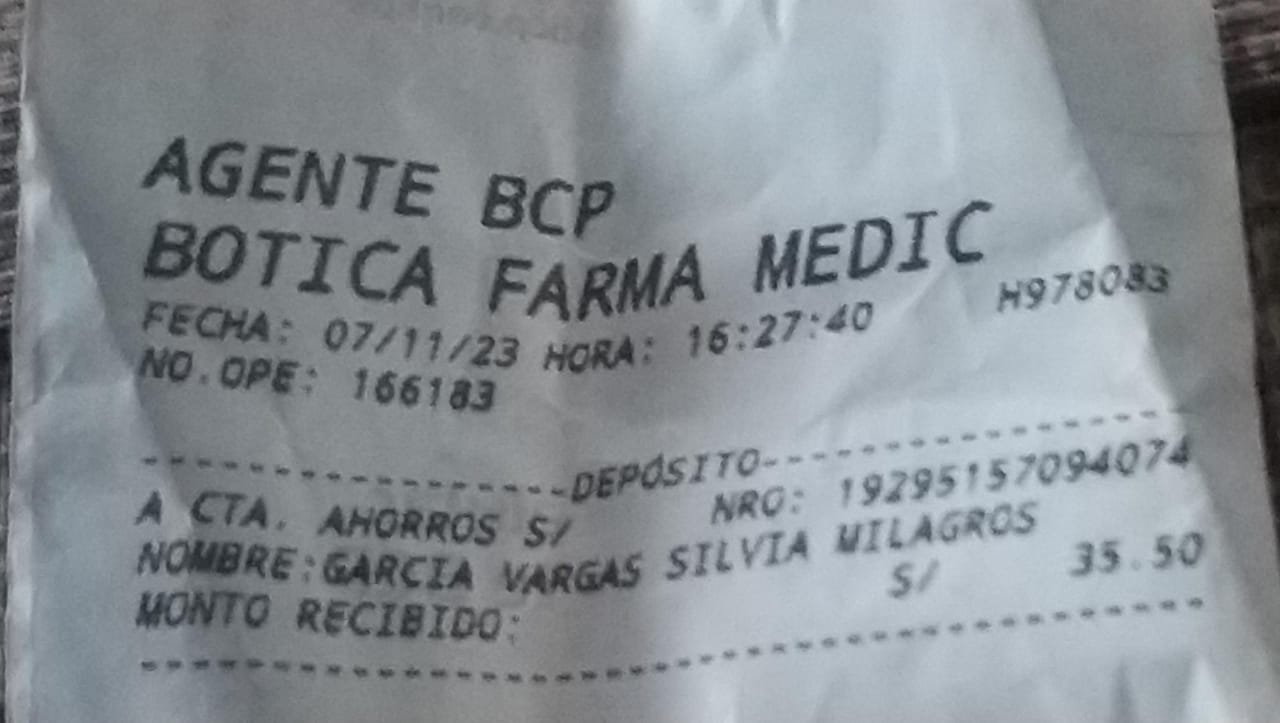 AGENTE BCP
BOTICA FARMA MEDIC
FECHA: 07/11/23 HORA: 16:27:40 H978083
NO.OPE: 166183
--------------------DEPÓSITO--------------------
A CTA. AHORROS S/ NRO: 19295157094074
NOMBRE:GARCIA VARGAS SILVIA MILAGROS
MONTO RECIBIDO: S/ 35.50